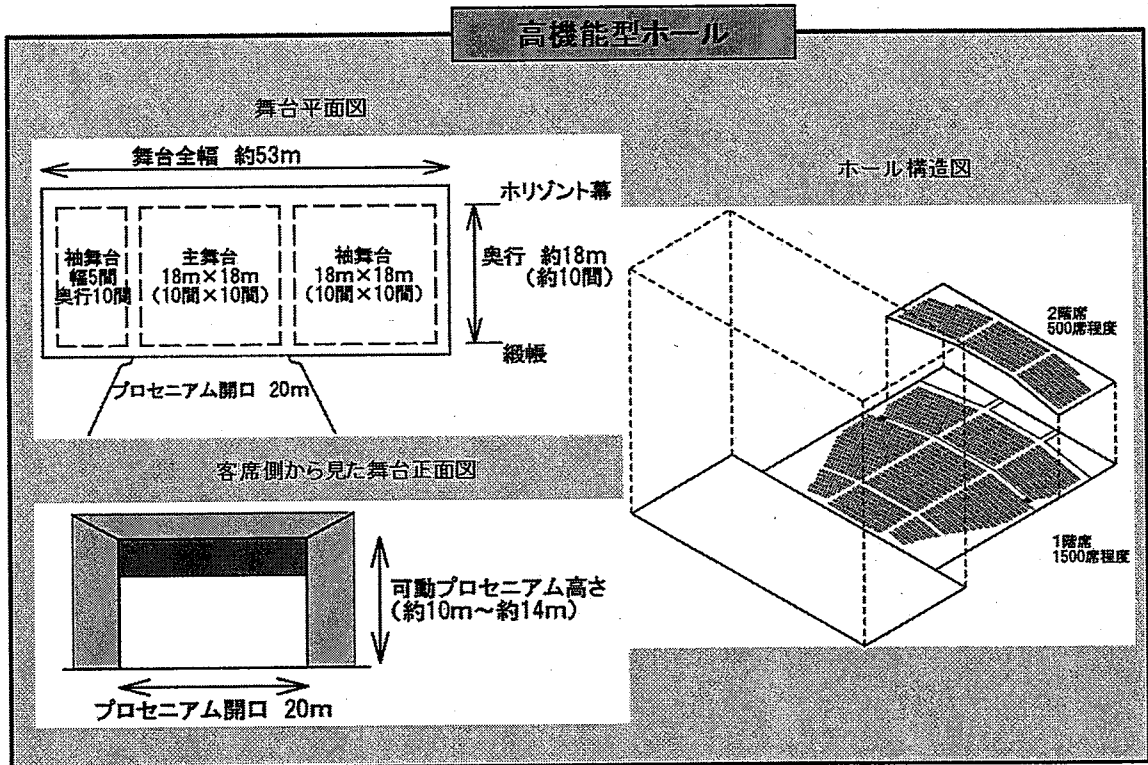 高機能型ホール
舞台平面図
舞台全幅 約53m
袖舞台
幅5間
奥行10間
主舞台
18m×18m
(10間×10間)
袖舞台
18m×18m
(10間×10間)
ホリゾント幕
奥行 約18m
(約10間)
緞帳
プロセニアム開口 20m
客席側から見た舞台正面図
可動プロセニアム高さ
(約10m～約14m)
プロセニアム開口 20m
ホール構造図
2階席
500席程度
1階席
1500席程度